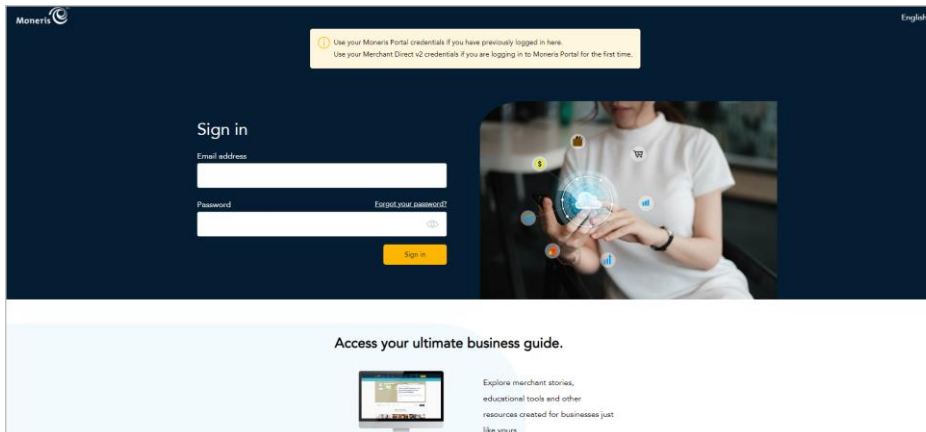 Moneris
English
Use your Moneris Portal credentials if you have previously logged in here.
Use your Merchant Direct v2 credentials if you are logging in to Moneris Portal for the first time.
Sign in
Email address
Password Forgot your password?
Sign in
$
Access your ultimate business guide.
Explore merchant stories,
educational tools and other
resources created for businesses just
like yours